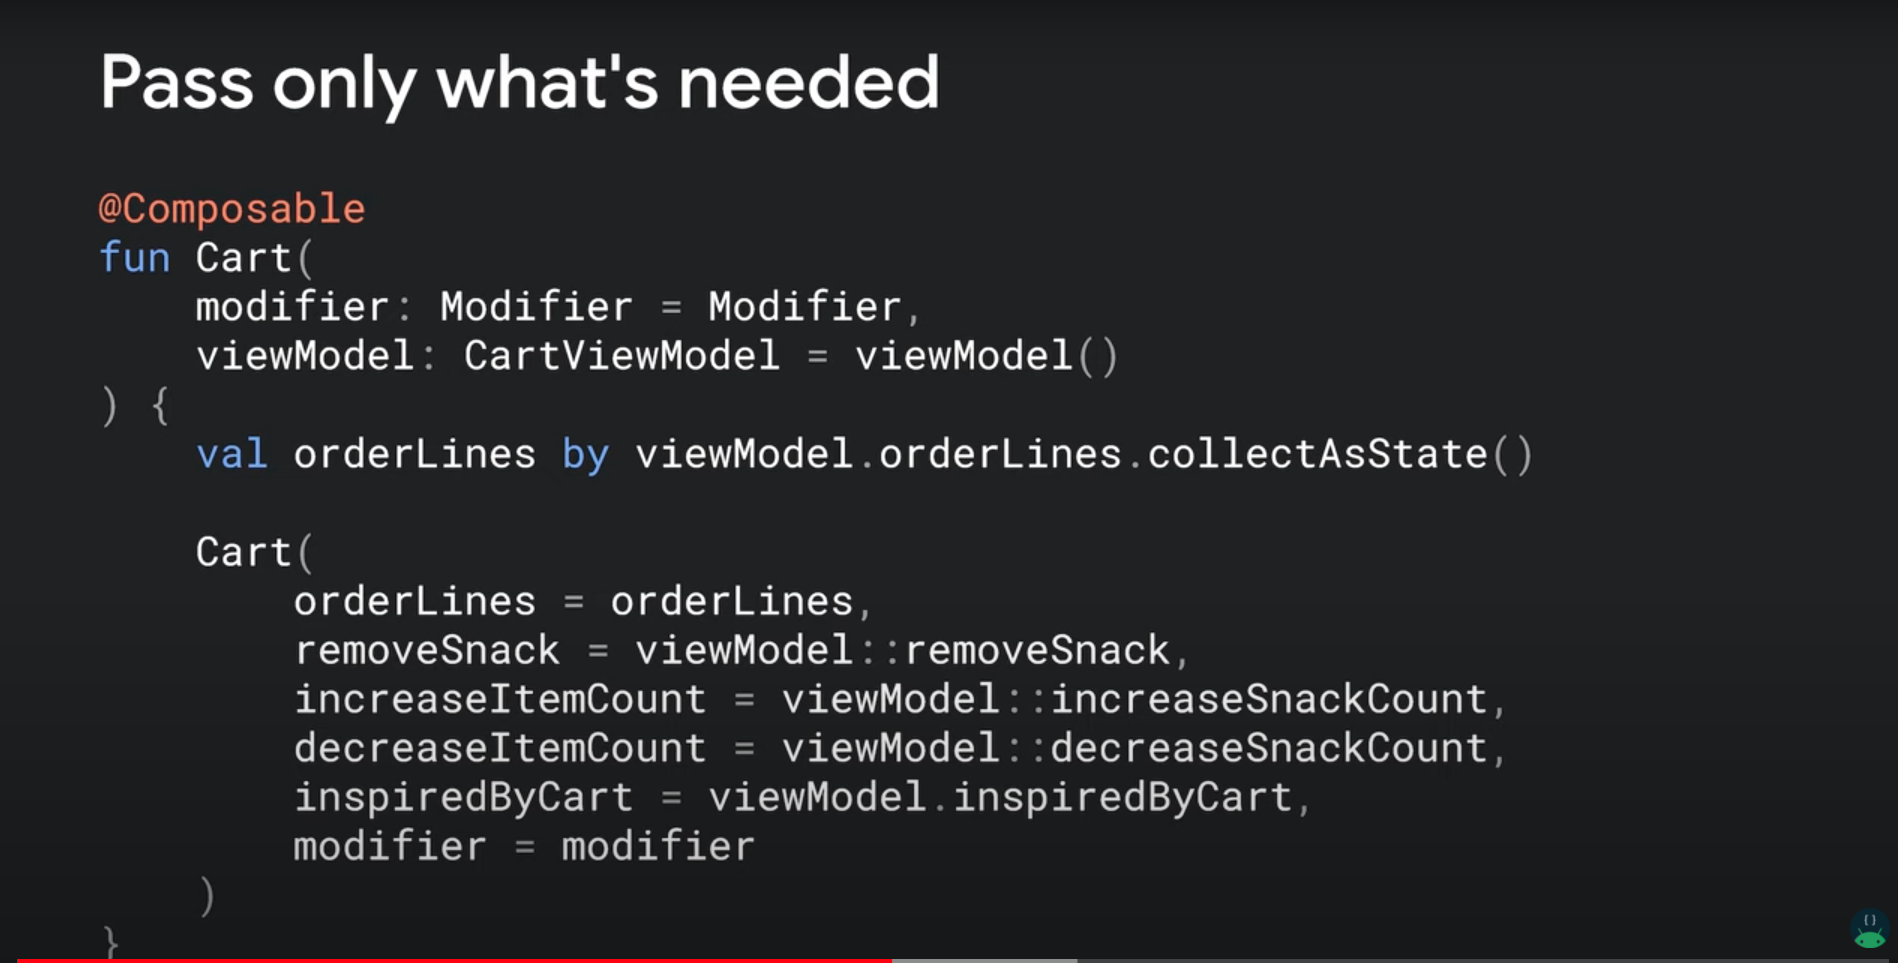 Pass only what's needed
@Composable
fun Cart(
    modifier: Modifier = Modifier,
    viewModel: CartViewModel = viewModel()
) {
    val orderLines by viewModel.orderLines.collectAsState()
    Cart(
        orderLines = orderLines,
        removeSnack = viewModel::removeSnack,
        increaseItemCount = viewModel::increaseSnackCount,
        decreaseItemCount = viewModel::decreaseSnackCount,
        inspiredByCart = viewModel.inspiredByCart,
        modifier = modifier
    )
}
{}